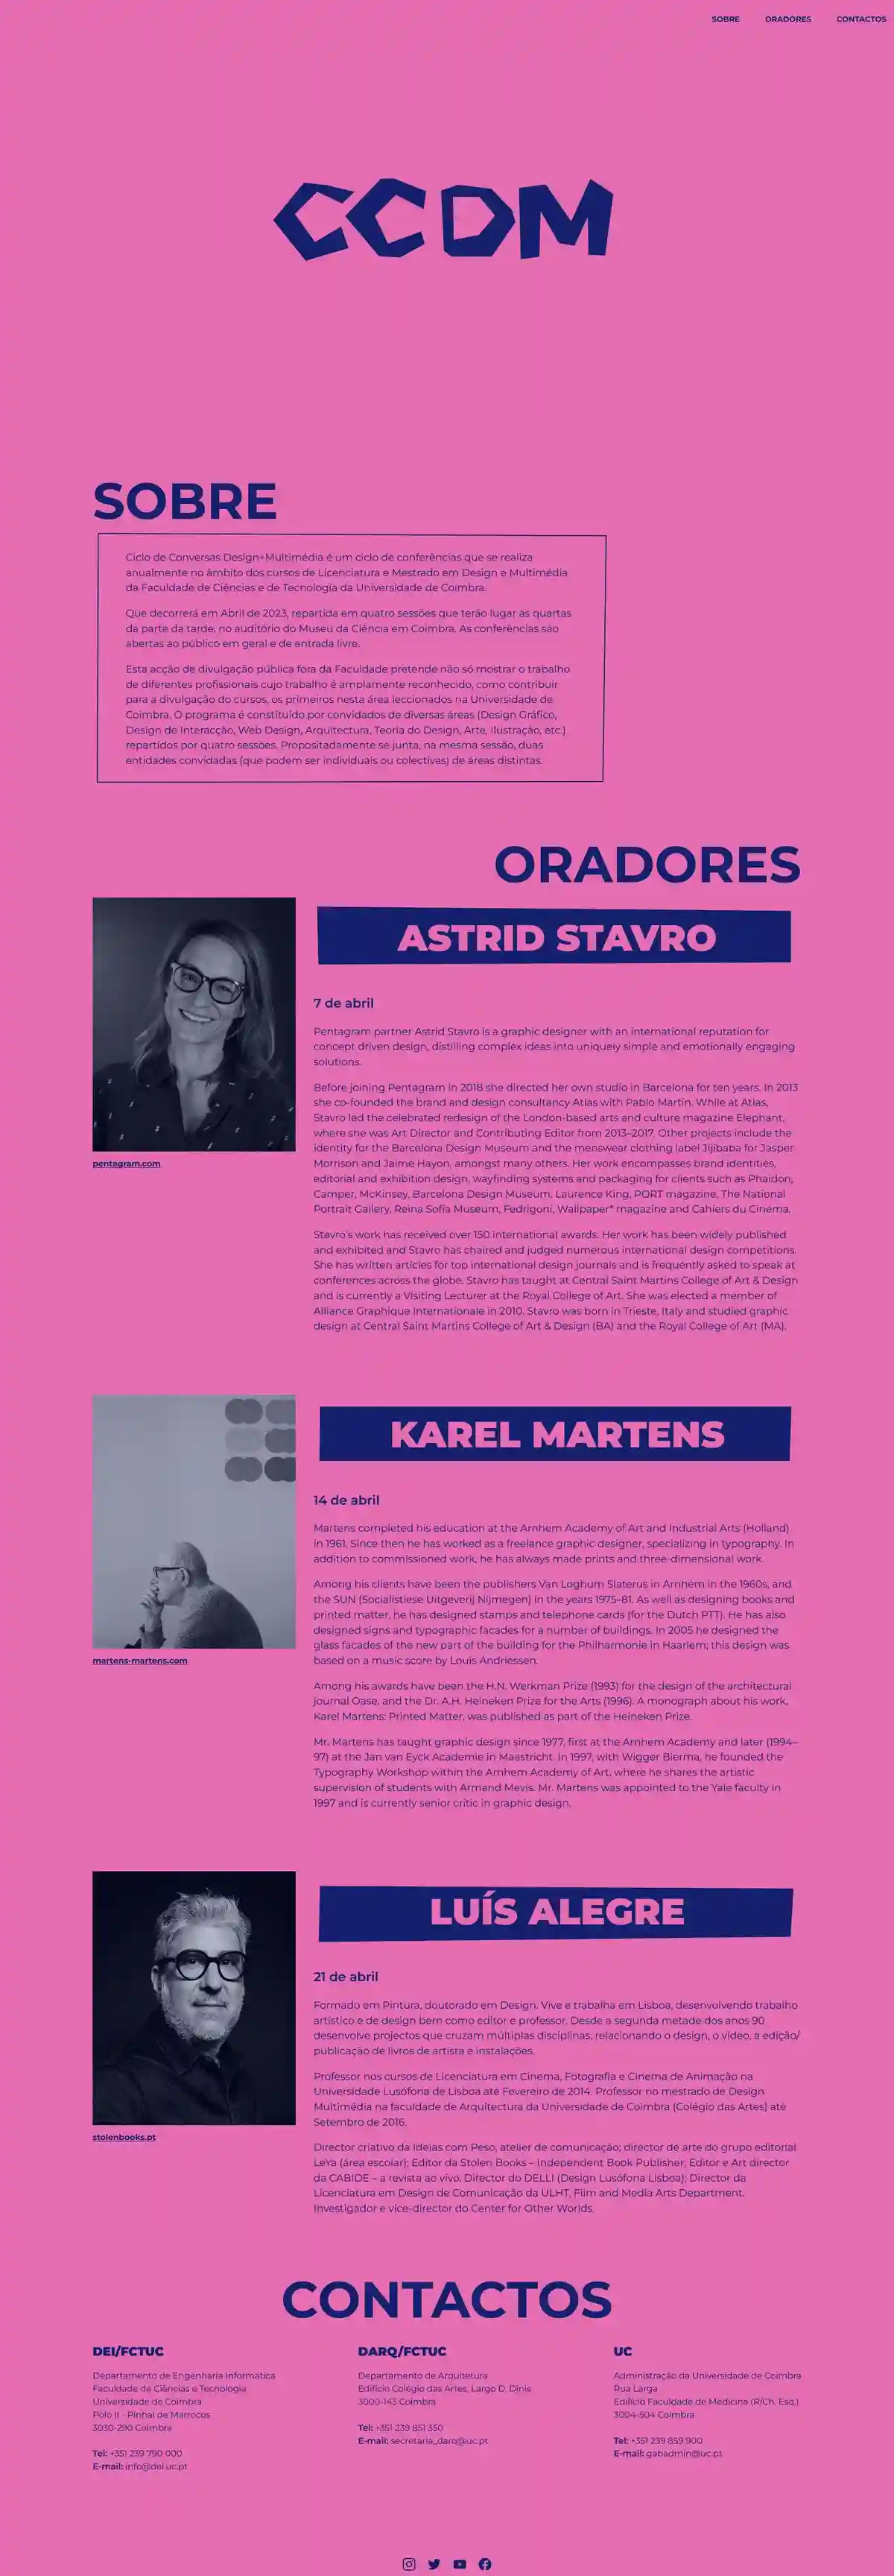 SOBRE ORADORES CONTACTOS
CCDM
SOBRE
Ciclo de Conversas Design+Multimédia é um ciclo de conferências que se realiza
anualmente no âmbito dos cursos de Licenciatura e Mestrado em Design e Multimédia
da Faculdade de Ciências e de Tecnologia da Universidade de Coimbra.
Que decorrerá em Abril de 2023, repartida em quatro sessões que terão lugar às quartas
da parte da tarde, no auditório do Museu da Ciência em Coimbra. As conferências são
abertas ao público em geral e de entrada livre.
Esta acção de divulgação pública fora da Faculdade pretende não só mostrar o trabalho
de diferentes profissionais cujo trabalho é amplamente reconhecido, como contribuir
para a divulgação do cursos, os primeiros nesta área leccionados na Universidade de
Coimbra. O programa é constituído por convidados de diversas áreas (Design Gráfico,
Design de Interacção, Web Design, Arquitectura, Teoria do Design, Arte, Ilustração, etc.)
repartidos por quatro sessões. Propositadamente se junta, na mesma sessão, duas
entidades convidadas (que podem ser individuais ou colectivas) de áreas distintas.
ORADORES
ASTRID STAVRO
7 de abril
Pentagram partner Astrid Stavro is a graphic designer with an international reputation for
concept driven design, distilling complex ideas into uniquely simple and emotionally engaging
solutions.
Before joining Pentagram in 2018 she directed her own studio in Barcelona for ten years. In 2013
she co-founded the brand and design consultancy Atlas with Pablo Martín. While at Atlas,
Stavro led the celebrated redesign of the London-based arts and culture magazine Elephant,
where she was Art Director and Contributing Editor from 2013–2017. Other projects include the
identity for the Barcelona Design Museum and the menswear clothing label Jijibaba for Jasper
Morrison and Jaime Hayon, amongst many others. Her work encompasses brand identities,
editorial and exhibition design, wayfinding systems and packaging for clients such as Phaidon,
Camper, McKinsey, Barcelona Design Museum, Laurence King, PORT magazine, The National
Portrait Gallery, Reina Sofía Museum, Fedrigoni, Wallpaper* magazine and Cahiers du Cinéma.
Stavro's work has received over 150 international awards. Her work has been widely published
and exhibited and Stavro has chaired and judged numerous international design competitions.
She has written articles for top international design journals and is frequently asked to speak at
conferences across the globe. Stavro has taught at Central Saint Martins College of Art & Design
and is currently a Visiting Lecturer at the Royal College of Art. She was elected a member of
Alliance Graphique Internationale in 2010. Stavro was born in Trieste, Italy and studied graphic
design at Central Saint Martins College of Art & Design (BA) and the Royal College of Art (MA).
pentagram.com
KAREL MARTENS
14 de abril
Martens completed his education at the Arnhem Academy of Art and Industrial Arts (Holland)
in 1961. Since then he has worked as a freelance graphic designer, specializing in typography. In
addition to commissioned work, he has always made prints and three-dimensional work.
Among his clients have been the publishers Van Loghum Slaterus in Arnhem in the 1960s, and
the SUN (Socialistiese Uitgeverij Nijmegen) in the years 1975–81. As well as designing books and
printed matter, he has designed stamps and telephone cards (for the Dutch PTT). He has also
designed signs and typographic facades for a number of buildings. In 2005 he designed the
glass facades of the new part of the building for the Philharmonie in Haarlem; this design was
based on a music score by Louis Andriessen.
Among his awards have been the H.N. Werkman Prize (1993) for the design of the architectural
journal Oase, and the Dr. A.H. Heineken Prize for the Arts (1996). A monograph about his work,
Karel Martens: Printed Matter, was published as part of the Heineken Prize.
Mr. Martens has taught graphic design since 1977, first at the Arnhem Academy and later (1994–
97) at the Jan van Eyck Academie in Maastricht. In 1997, with Wigger Bierma, he founded the
Typography Workshop within the Arnhem Academy of Art, where he shares the artistic
supervision of students with Armand Mevis. Mr. Martens was appointed to the Yale faculty in
1997 and is currently senior critic in graphic design.
martens-martens.com
LUÍS ALEGRE
21 de abril
Formado em Pintura, doutorado em Design. Vive e trabalha em Lisboa, desenvolvendo trabalho
artístico e de design bem como editor e professor. Desde a segunda metade dos anos 90
desenvolve projectos que cruzam múltiplas disciplinas, relacionando o design, o vídeo, a edição/
publicação de livros de artista e instalações.
Professor nos cursos de Licenciatura em Cinema, Fotografia e Cinema de Animação na
Universidade Lusófona de Lisboa até Fevereiro de 2014. Professor no mestrado de Design
Multimédia na faculdade de Arquitectura da Universidade de Coimbra (Colégio das Artes) até
Setembro de 2016.
Director criativo da Ideias com Peso, atelier de comunicação; director de arte do grupo editorial
LeYa (área escolar); Editor da Stolen Books – Independent Book Publisher, Editor e Art director
da CABIDE – a revista ao vivo. Director do DELLI (Design Lusófona Lisboa); Director da
Licenciatura em Design de Comunicação da ULHT, Film and Media Arts Department.
Investigador e vice-director do Center for Other Worlds.
stolenbooks.pt
CONTACTOS
DEI/FCTUC
Departamento de Engenharia Informática
Faculdade de Ciências e Tecnologia
Universidade de Coimbra
Pólo II - Pinhal de Marrocos
3030-290 Coimbra
Tel: +351 239 790 000
E-mail: info@dei.uc.pt
DARQ/FCTUC
Departamento de Arquitetura
Edifício Colégio das Artes, Largo D. Dinis
3000-143 Coimbra
Tel: +351 239 851 350
E-mail: secretaria_darq@uc.pt
UC
Administração da Universidade de Coimbra
Rua Larga
Edifício Faculdade de Medicina (R/Ch. Esq.)
3004-504 Coimbra
Tel: +351 239 859 900
E-mail: gabadmin@uc.pt